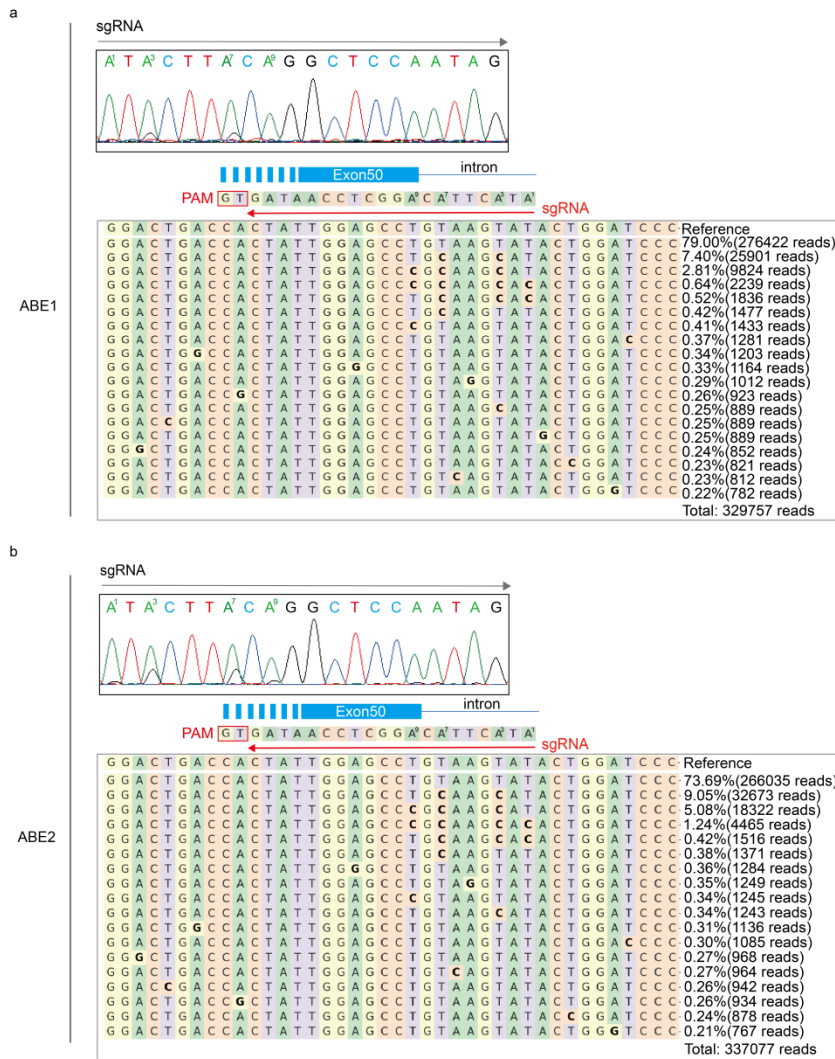 a
sgRNA
A¹ T A³ C T T A⁷ C A⁹ G G C T C C A A T A G
Exon50 intron
PAM G T G A T A A C C T C G G A⁹ C A⁷ T T C A³ T A¹
sgRNA
ABE1
G G A C T G A C C A C T A T T G G A G C C T G T A A G T A T A C T G G A T C C C Reference
G G A C T G A C C A C T A T T G G A G C C T G T A A G T A T A C T G G A T C C C 79.00%(276422 reads)
G G A C T G A C C A C T A T T G G A G C C T G C A A G C A T A C T G G A T C C C 7.40%(25901 reads)
G G A C T G A C C A C T A T T G G A G C C C G C A A G C A T A C T G G A T C C C 2.81%(9824 reads)
G G A C T G A C C A C T A T T G G A G C C C G C A A G C A C A C T G G A T C C C 0.64%(2239 reads)
G G A C T G A C C A C T A T T G G A G C C T G C A A G C A C A C T G G A T C C C 0.52%(1836 reads)
G G A C T G A C C A C T A T T G G A G C C T G C A A G T A T A C T G G A T C C C 0.42%(1477 reads)
G G A C T G A C C A C T A T T G G A G C C C G T A A G T A T A C T G G A T C C C 0.41%(1433 reads)
G G A C T G A C C A C T A T T G G A G C C T G T A A G T A T A C T G G A C C C C 0.37%(1281 reads)
G G A C T G G C C A C T A T T G G A G C C T G T A A G T A T A C T G G A T C C C 0.34%(1203 reads)
G G A C T G A C C A C T A T T G G G G C C T G T A A G T A T A C T G G A T C C C 0.33%(1164 reads)
G G A C T G A C C A C T A T T G G A G C C T G T A G G T A T A C T G G A T C C C 0.29%(1012 reads)
G G A C T G A C C G C T A T T G G A G C C T G T A A G T A T A C T G G A T C C C 0.26%(923 reads)
G G A C T G A C C A C T A T T G G A G C C T G T A A G C A T A C T G G A T C C C 0.25%(889 reads)
G G A C C G A C C A C T A T T G G A G C C T G T A A G T A T A C T G G A T C C C 0.25%(889 reads)
G G A C T G A C C A C T A T T G G A G C C T G T A A G T A T G C T G G A T C C C 0.25%(889 reads)
G G G C T G A C C A C T A T T G G A G C C T G T A A G T A T A C T G G A T C C C 0.24%(852 reads)
G G A C T G A C C A C T A T T G G A G C C T G T A A G T A T A C C G G A T C C C 0.23%(821 reads)
G G A C T G A C C A C T A T T G G A G C C T G T C A G T A T A C T G G A T C C C 0.23%(812 reads)
G G A C T G A C C A C T A T T G G A G C C T G T A A G T A T A C T G G G T C C C 0.22%(782 reads)
Total: 329757 reads
b
sgRNA
A¹ T A³ C T T A⁷ C A⁹ G G C T C C A A T A G
Exon50 intron
PAM G T G A T A A C C T C G G A⁹ C A⁷ T T C A³ T A¹
sgRNA
ABE2
G G A C T G A C C A C T A T T G G A G C C T G T A A G T A T A C T G G A T C C C Reference
G G A C T G A C C A C T A T T G G A G C C T G T A A G T A T A C T G G A T C C C 73.69%(266035 reads)
G G A C T G A C C A C T A T T G G A G C C T G C A A G C A T A C T G G A T C C C 9.05%(32673 reads)
G G A C T G A C C A C T A T T G G A G C C C G C A A G C A T A C T G G A T C C C 5.08%(18322 reads)
G G A C T G A C C A C T A T T G G A G C C C G C A A G C A C A C T G G A T C C C 1.24%(4465 reads)
G G A C T G A C C A C T A T T G G A G C C T G C A A G C A C A C T G G A T C C C 0.42%(1516 reads)
G G A C T G A C C A C T A T T G G A G C C T G C A A G T A T A C T G G A T C C C 0.38%(1371 reads)
G G A C T G A C C A C T A T T G G G G C C T G T A A G T A T A C T G G A T C C C 0.36%(1284 reads)
G G A C T G A C C A C T A T T G G A G C C T G T A G G T A T A C T G G A T C C C 0.35%(1249 reads)
G G A C T G A C C A C T A T T G G A G C C C G T A A G T A T A C T G G A T C C C 0.34%(1245 reads)
G G A C T G A C C A C T A T T G G A G C C T G T A A G C A T A C T G G A T C C C 0.34%(1243 reads)
G G A C T G G C C A C T A T T G G A G C C T G T A A G T A T A C T G G A T C C C 0.31%(1136 reads)
G G A C T G A C C A C T A T T G G A G C C T G T A A G T A T A C T G G A C C C C 0.30%(1085 reads)
G G G C T G A C C A C T A T T G G A G C C T G T A A G T A T A C T G G A T C C C 0.27%(968 reads)
G G A C T G A C C A C T A T T G G A G C C T G T C A G T A T A C T G G A T C C C 0.27%(964 reads)
G G A C C G A C C A C T A T T G G A G C C T G T A A G T A T A C T G G A T C C C 0.26%(942 reads)
G G A C T G A C C G C T A T T G G A G C C T G T A A G T A T A C T G G A T C C C 0.26%(934 reads)
G G A C T G A C C A C T A T T G G A G C C T G T A A G T A T A C C G G A T C C C 0.24%(878 reads)
G G A C T G A C C A C T A T T G G A G C C T G T A A G T A T A C T G G G T C C C 0.21%(767 reads)
Total: 337077 reads